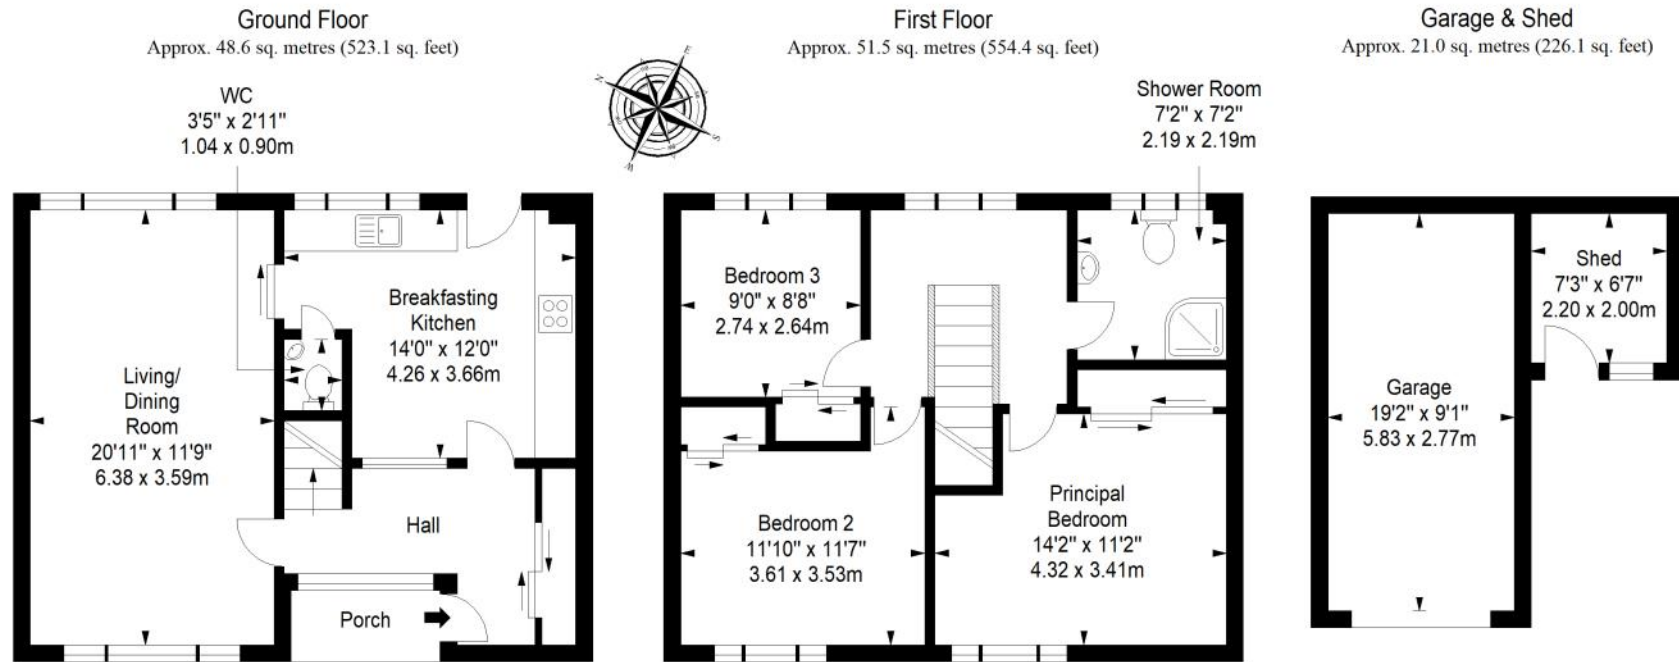 Ground Floor
Approx. 48.6 sq. metres (523.1 sq. feet)
WC
3'5" x 2'11"
1.04 x 0.90m
Breakfasting
Kitchen
14'0" x 12'0"
4.26 x 3.66m
Living/
Dining
Room
20'11" x 11'9"
6.38 x 3.59m
Hall
Porch
E
N
S
W
First Floor
Approx. 51.5 sq. metres (554.4 sq. feet)
Shower Room
7'2" x 7'2"
2.19 x 2.19m
Bedroom 3
9'0" x 8'8"
2.74 x 2.64m
Bedroom 2
11'10" x 11'7"
3.61 x 3.53m
Principal
Bedroom
14'2" x 11'2"
4.32 x 3.41m
Garage & Shed
Approx. 21.0 sq. metres (226.1 sq. feet)
Shed
7'3" x 6'7"
2.20 x 2.00m
Garage
19'2" x 9'1"
5.83 x 2.77m